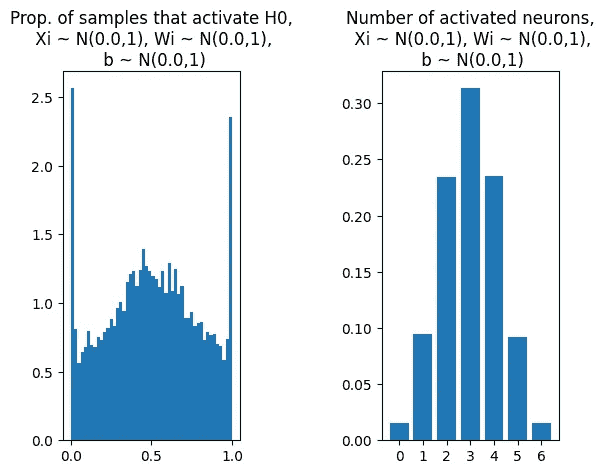 Prop. of samples that activate H0,
Xi ~ N(0.0,1), Wi ~ N(0.0,1),
b ~ N(0.0,1)
2.5
2.0
1.5
1.0
0.5
0.0
0.0 0.5 1.0
Number of activated neurons,
Xi ~ N(0.0,1), Wi ~ N(0.0,1),
b ~ N(0.0,1)
0.30
0.25
0.20
0.15
0.10
0.05
0.00
0 1 2 3 4 5 6